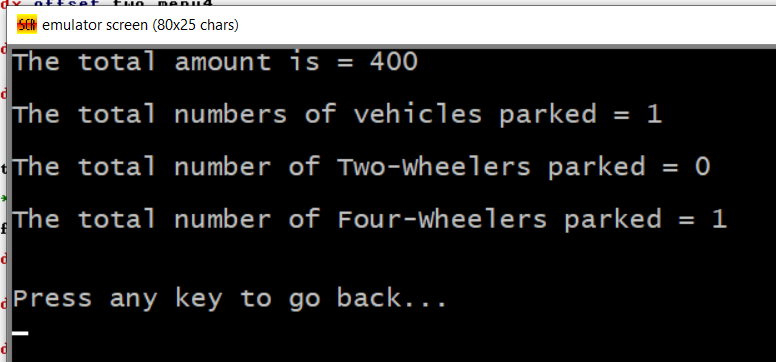 dx offset two_menu4
SCR emulator screen (80x25 chars)
The total amount is = 400
The total numbers of vehicles parked = 1
The total number of Two-Wheelers parked = 0
The total number of Four-Wheelers parked = 1
Press any key to go back...